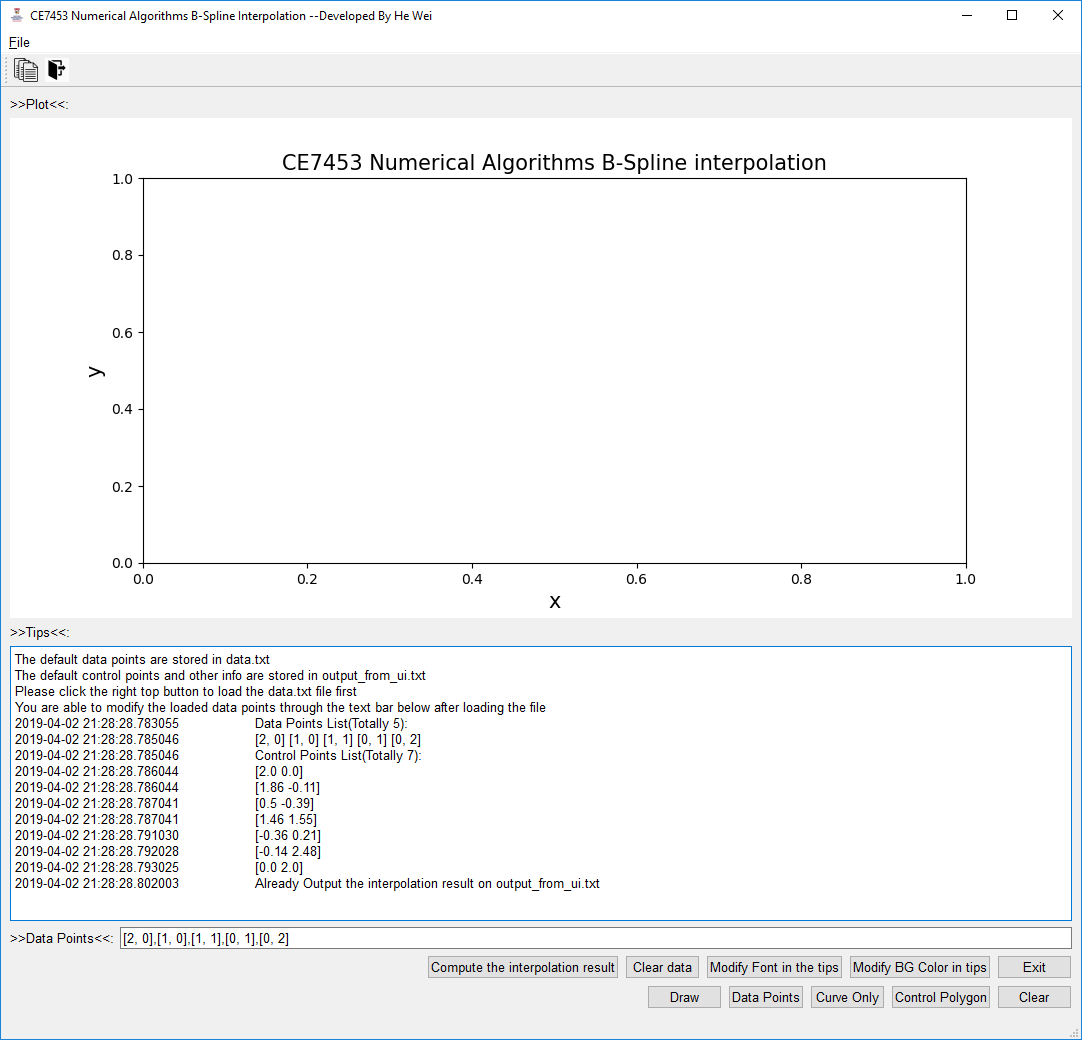 CE7453 Numerical Algorithms B-Spline Interpolation --Developed By He Wei
File
>>Plot<<:
CE7453 Numerical Algorithms B-Spline interpolation
1.0
0.8
0.6
y
0.4
0.2
0.0
0.0 0.2 0.4 0.6 0.8 1.0
x
>>Tips<<:
The default data points are stored in data.txt
The default control points and other info are stored in output_from_ui.txt
Please click the right top button to load the data.txt file first
You are able to modify the loaded data points through the text bar below after loading the file
2019-04-02 21:28:28.783055 Data Points List(Totally 5):
2019-04-02 21:28:28.785046 [2, 0] [1, 0] [1, 1] [0, 1] [0, 2]
2019-04-02 21:28:28.785046 Control Points List(Totally 7):
2019-04-02 21:28:28.786044 [2.0 0.0]
2019-04-02 21:28:28.786044 [1.86 -0.11]
2019-04-02 21:28:28.787041 [0.5 -0.39]
2019-04-02 21:28:28.787041 [1.46 1.55]
2019-04-02 21:28:28.791030 [-0.36 0.21]
2019-04-02 21:28:28.792028 [-0.14 2.48]
2019-04-02 21:28:28.793025 [0.0 2.0]
2019-04-02 21:28:28.802003 Already Output the interpolation result on output_from_ui.txt
>>Data Points<<: [2, 0],[1, 0],[1, 1],[0, 1],[0, 2]
Compute the interpolation result Clear data Modify Font in the tips Modify BG Color in tips Exit
Draw Data Points Curve Only Control Polygon Clear